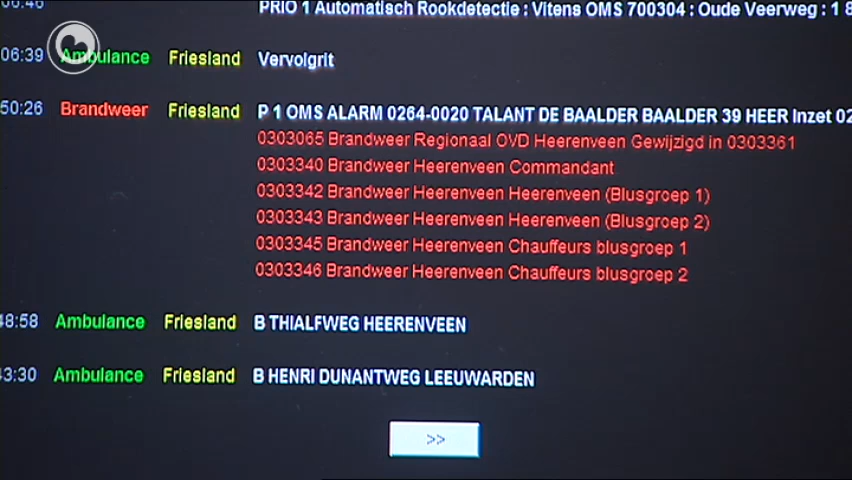 PRIO 1 Automatisch Rookdetectie : Vitens OMS 700304 : Oude Veerweg : 1 8
06:39 Ambulance Friesland Vervolgrit
50:26 Brandweer Friesland P 1 OMS ALARM 0264-0020 TALANT DE BAALDER BAALDER 39 HEER Inzet 02
0303065 Brandweer Regionaal OVD Heerenveen Gewijzigd in 0303361
0303340 Brandweer Heerenveen Commandant
0303342 Brandweer Heerenveen Heerenveen (Blusgroep 1)
0303343 Brandweer Heerenveen Heerenveen (Blusgroep 2)
0303345 Brandweer Heerenveen Chauffeurs blusgroep 1
0303346 Brandweer Heerenveen Chauffeurs blusgroep 2
48:58 Ambulance Friesland B THIALFWEG HEERENVEEN
43:30 Ambulance Friesland B HENRI DUNANTWEG LEEUWARDEN
>>